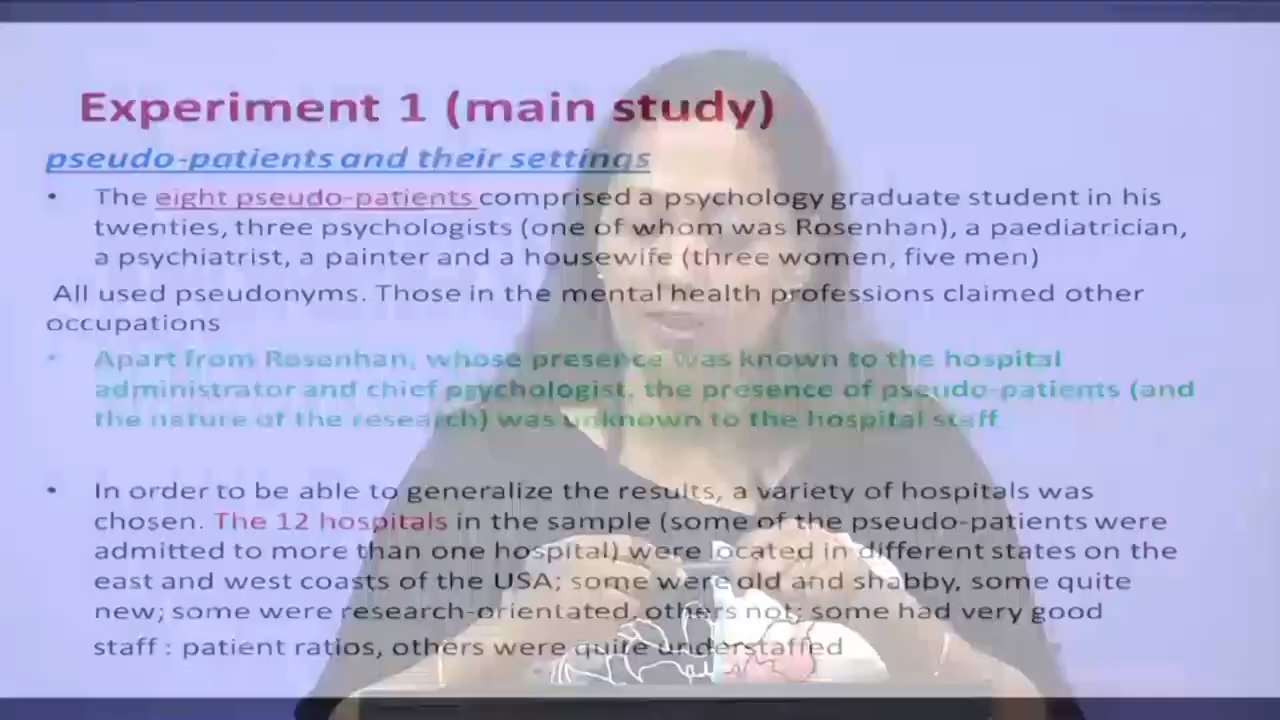 Experiment 1 (main study)
pseudo-patients and their settings
• The eight pseudo-patients comprised a psychology graduate student in his
twenties, three psychologists (one of whom was Rosenhan), a paediatrician,
a psychiatrist, a painter and a housewife (three women, five men)
All used pseudonyms. Those in the mental health professions claimed other
occupations
• Apart from Rosenhan, whose presence was known to the hospital
administrator and chief psychologist, the presence of pseudo-patients (and
the nature of the research) was unknown to the hospital staff
• In order to be able to generalize the results, a variety of hospitals was
chosen. The 12 hospitals in the sample (some of the pseudo-patients were
admitted to more than one hospital) were located in different states on the
east and west coasts of the USA; some were old and shabby, some quite
new; some were research-orientated, others not; some had very good
staff : patient ratios, others were quite understaffed